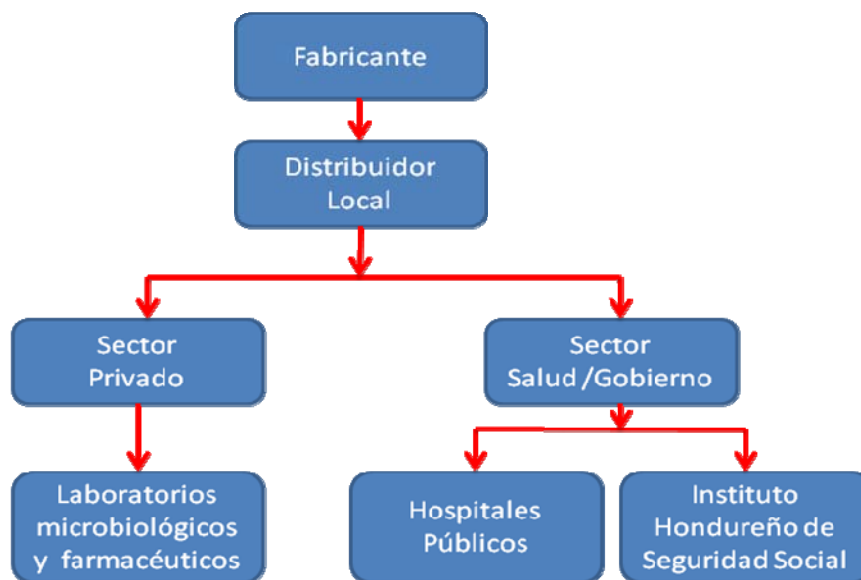 Fabricante
Distribuidor
Local
Sector
Privado
Sector
Salud /Gobierno
Laboratorios
microbiológicos
y farmacéuticos
Hospitales
Públicos
Instituto
Hondureño de
Seguridad Social